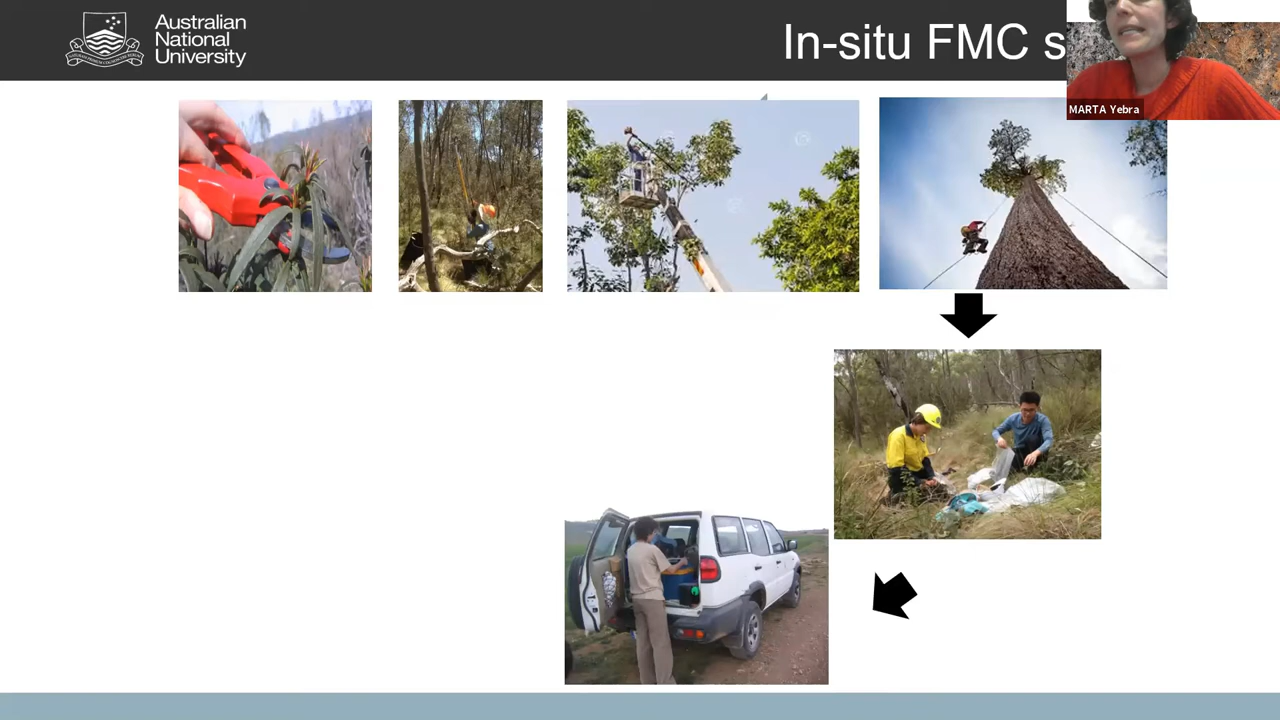 Australian
National
University
In-situ FMC s
MARTA Yebra